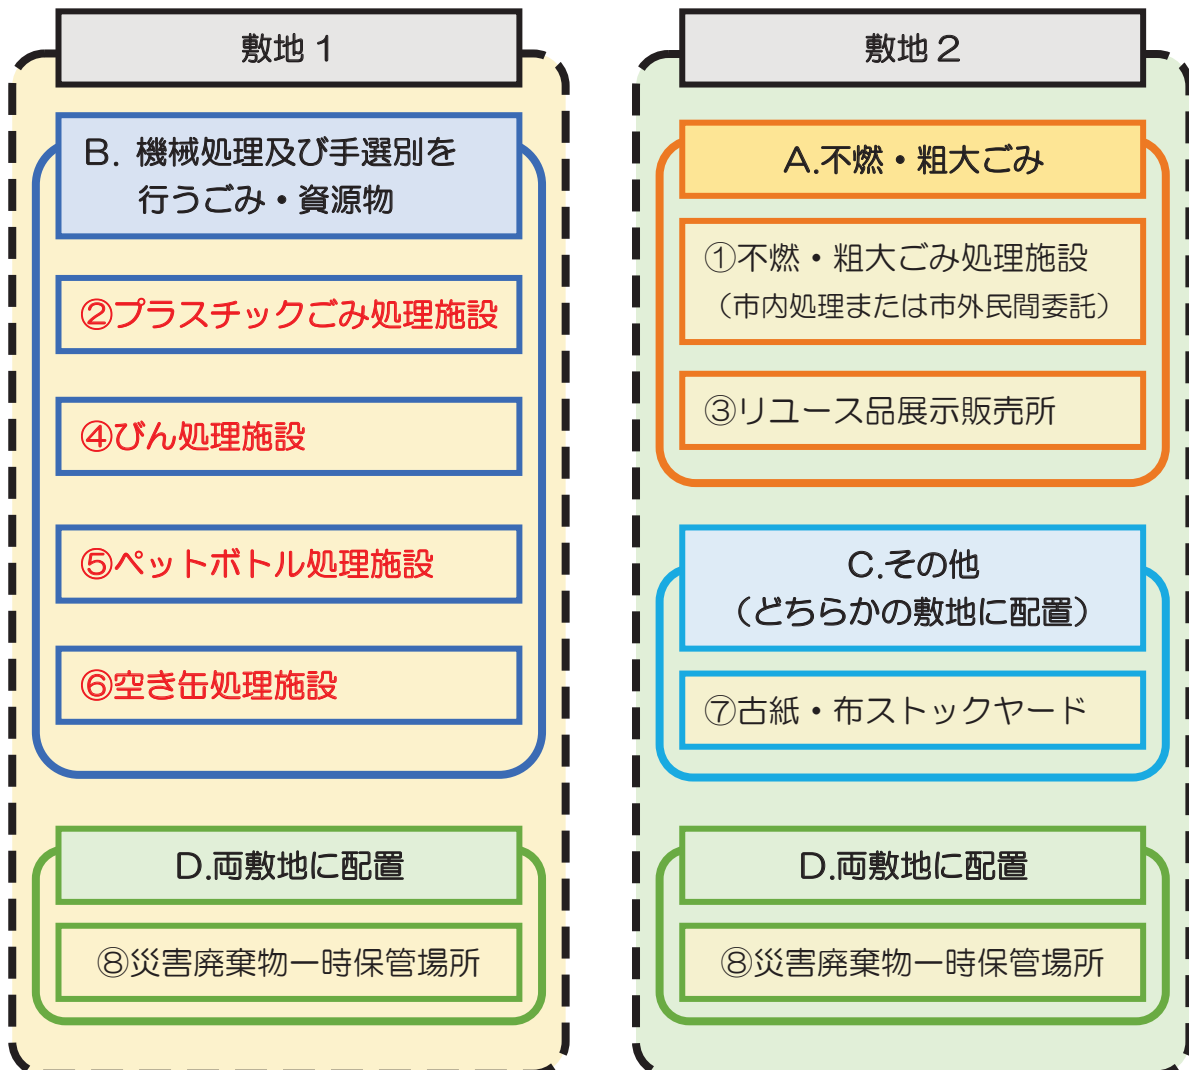 敷地１
B. 機械処理及び手選別を
行うごみ・資源物
②プラスチックごみ処理施設
④びん処理施設
⑤ペットボトル処理施設
⑥空き缶処理施設
D.両敷地に配置
⑧災害廃棄物一時保管場所
敷地２
A.不燃・粗大ごみ
①不燃・粗大ごみ処理施設
（市内処理または市外民間委託）
③リユース品展示販売所
C.その他
（どちらかの敷地に配置）
⑦古紙・布ストックヤード
D.両敷地に配置
⑧災害廃棄物一時保管場所